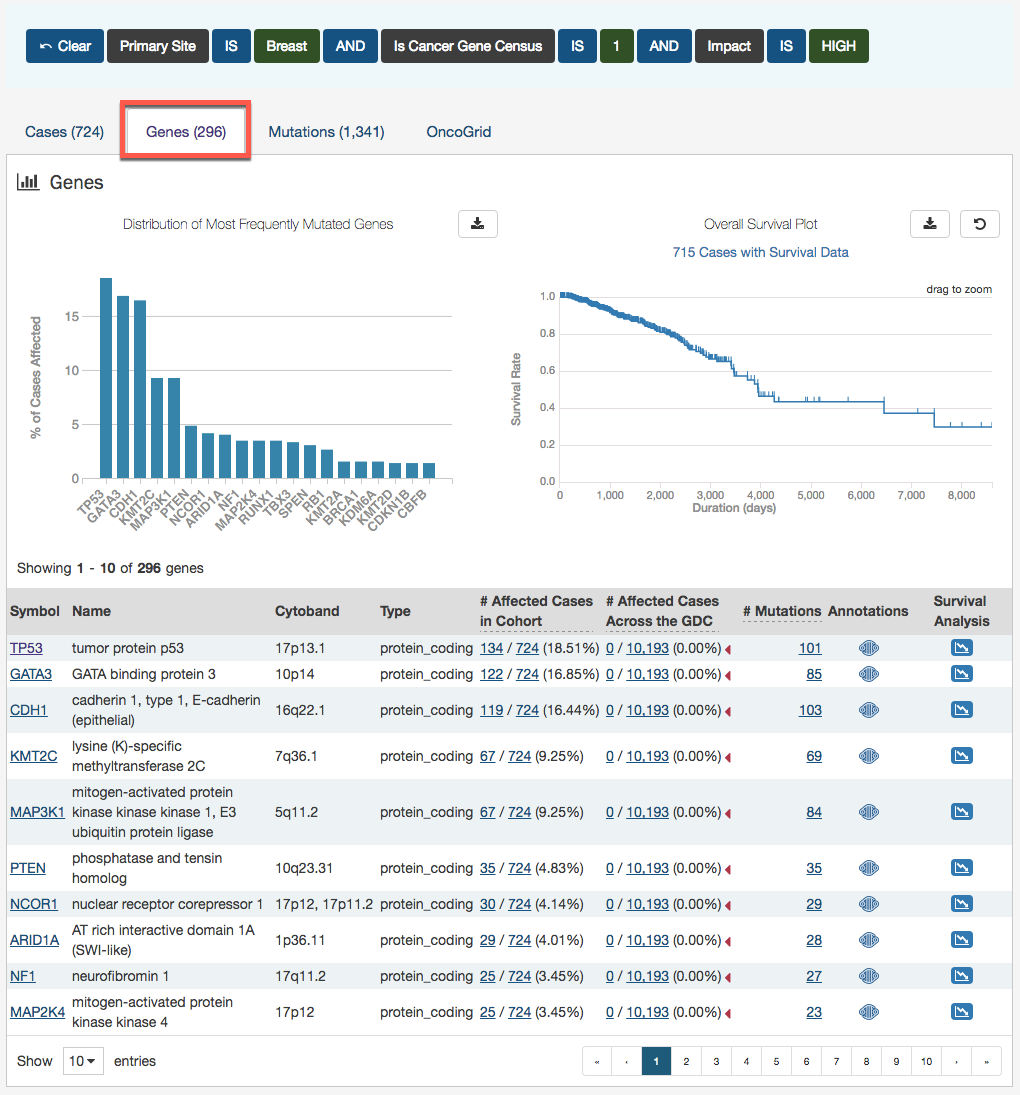 Clear Primary Site IS Breast AND Is Cancer Gene Census IS 1 AND Impact IS HIGH
Cases (724) Genes (296) Mutations (1,341) OncoGrid
Genes
Distribution of Most Frequently Mutated Genes
% of Cases Affected
15
10
5
0
TP53 GATA3 CDH1 KMT2C MAP3K1 PTEN NCOR1 ARID1A NF1 MAP2K4 RUNX1 TBX3 SPEN RB1 KMT2A BRCA1 KDM6A KMT2D CDKN1B CBFB
Overall Survival Plot
715 Cases with Survival Data
drag to zoom
Survival Rate
1.0
0.8
0.6
0.4
0.2
0.0
0 1,000 2,000 3,000 4,000 5,000 6,000 7,000 8,000
Duration (days)
Showing 1 - 10 of 296 genes
Symbol Name Cytoband Type # Affected Cases in Cohort # Affected Cases Across the GDC # Mutations Annotations Survival Analysis
TP53 tumor protein p53 17p13.1 protein_coding 134 / 724 (18.51%) 0 / 10,193 (0.00%) 101
GATA3 GATA binding protein 3 10p14 protein_coding 122 / 724 (16.85%) 0 / 10,193 (0.00%) 85
CDH1 cadherin 1, type 1, E-cadherin (epithelial) 16q22.1 protein_coding 119 / 724 (16.44%) 0 / 10,193 (0.00%) 103
KMT2C lysine (K)-specific methyltransferase 2C 7q36.1 protein_coding 67 / 724 (9.25%) 0 / 10,193 (0.00%) 69
MAP3K1 mitogen-activated protein kinase kinase kinase 1, E3 ubiquitin protein ligase 5q11.2 protein_coding 67 / 724 (9.25%) 0 / 10,193 (0.00%) 84
PTEN phosphatase and tensin homolog 10q23.31 protein_coding 35 / 724 (4.83%) 0 / 10,193 (0.00%) 35
NCOR1 nuclear receptor corepressor 1 17p12, 17p11.2 protein_coding 30 / 724 (4.14%) 0 / 10,193 (0.00%) 29
ARID1A AT rich interactive domain 1A (SWI-like) 1p36.11 protein_coding 29 / 724 (4.01%) 0 / 10,193 (0.00%) 28
NF1 neurofibromin 1 17q11.2 protein_coding 25 / 724 (3.45%) 0 / 10,193 (0.00%) 27
MAP2K4 mitogen-activated protein kinase kinase 4 17p12 protein_coding 25 / 724 (3.45%) 0 / 10,193 (0.00%) 23
Show 10 entries « ‹ 1 2 3 4 5 6 7 8 9 10 › »